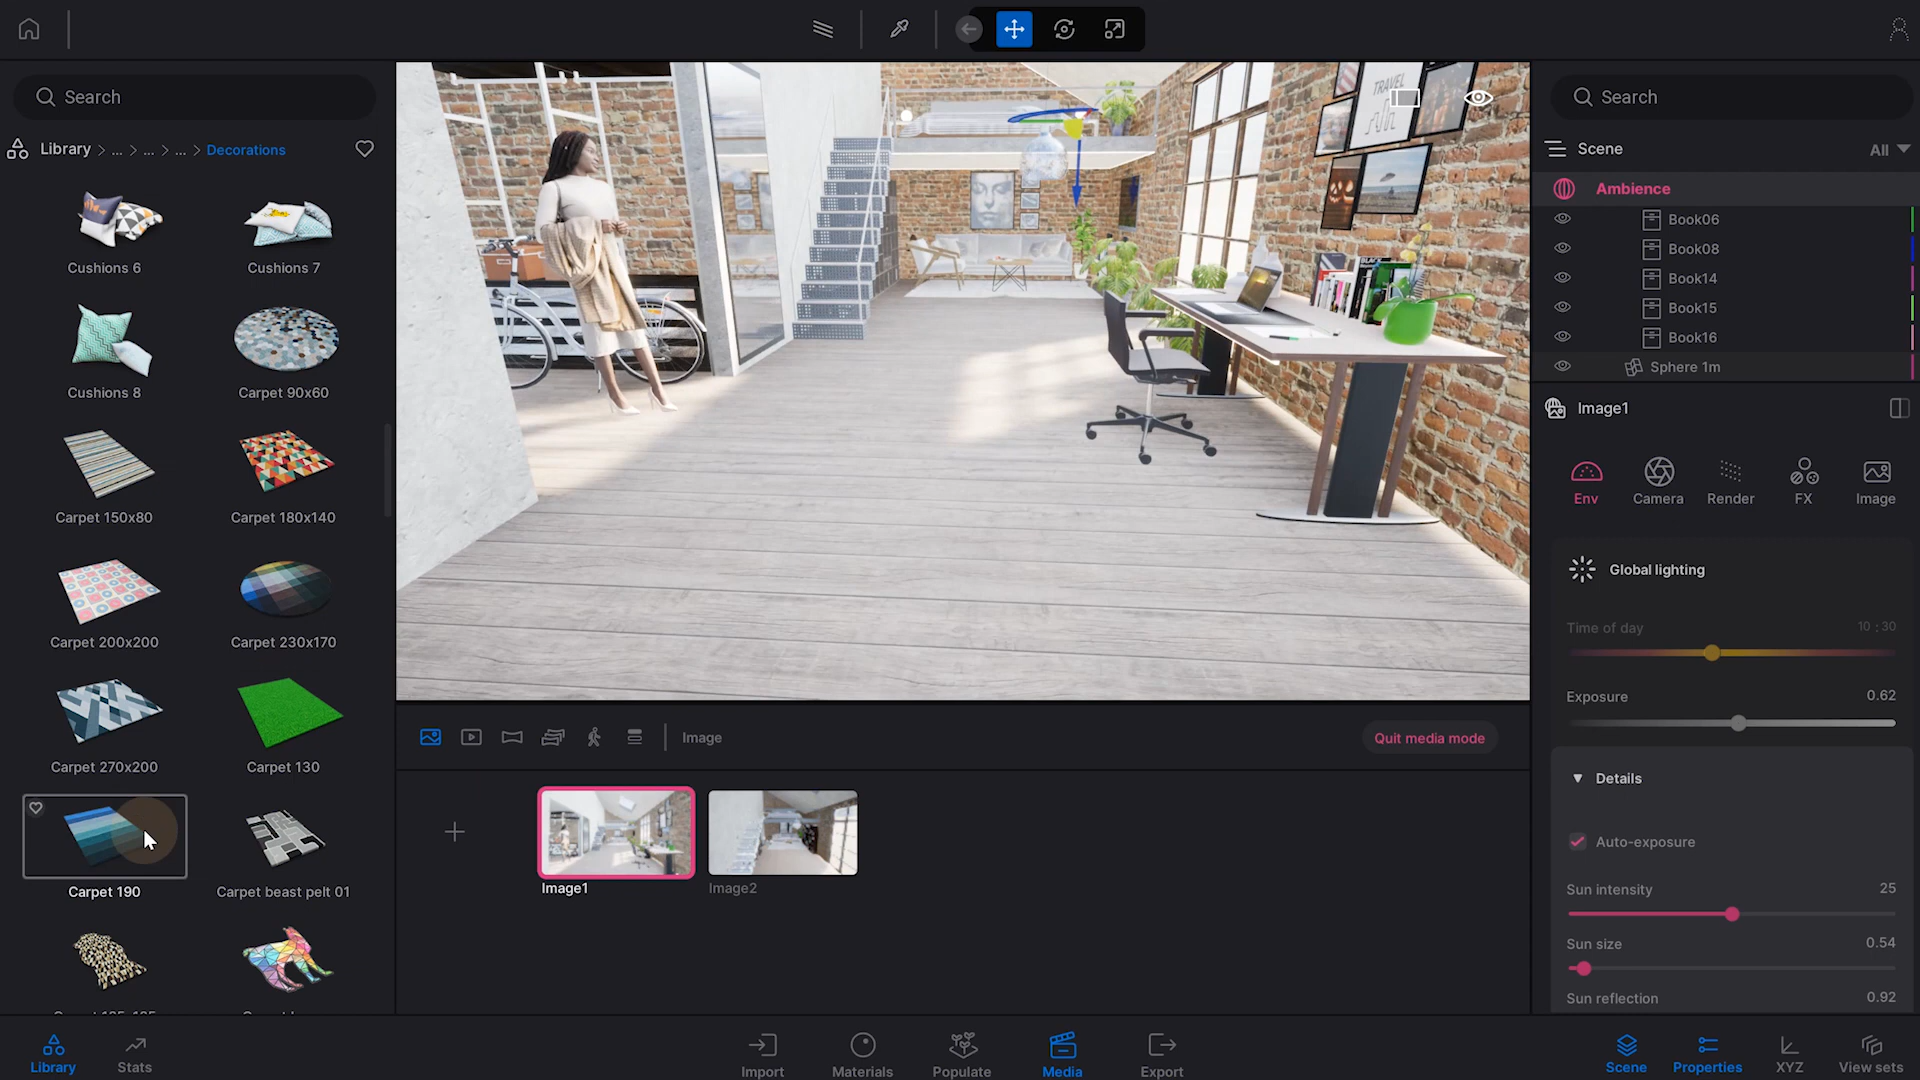 Search
Library > ... > ... > ... > Decorations
Cushions 6
Cushions 7
Cushions 8
Carpet 90x60
Carpet 150x80
Carpet 180x140
Carpet 200x200
Carpet 230x170
Carpet 270x200
Carpet 130
Carpet 190
Carpet beast pelt 01
TRAVEL
BLACK
Image
Quit media mode
Image1
Image2
Search
Scene
All
Ambience
Book06
Book08
Book14
Book15
Book16
Sphere 1m
Image1
Env
Camera
Render
FX
Image
Global lighting
Time of day
10 : 30
Exposure
0.62
Details
Auto-exposure
Sun intensity
25
Sun size
0.54
Sun reflection
0.92
Library
Stats
Import
Materials
Populate
Media
Export
Scene
Properties
XYZ
View sets